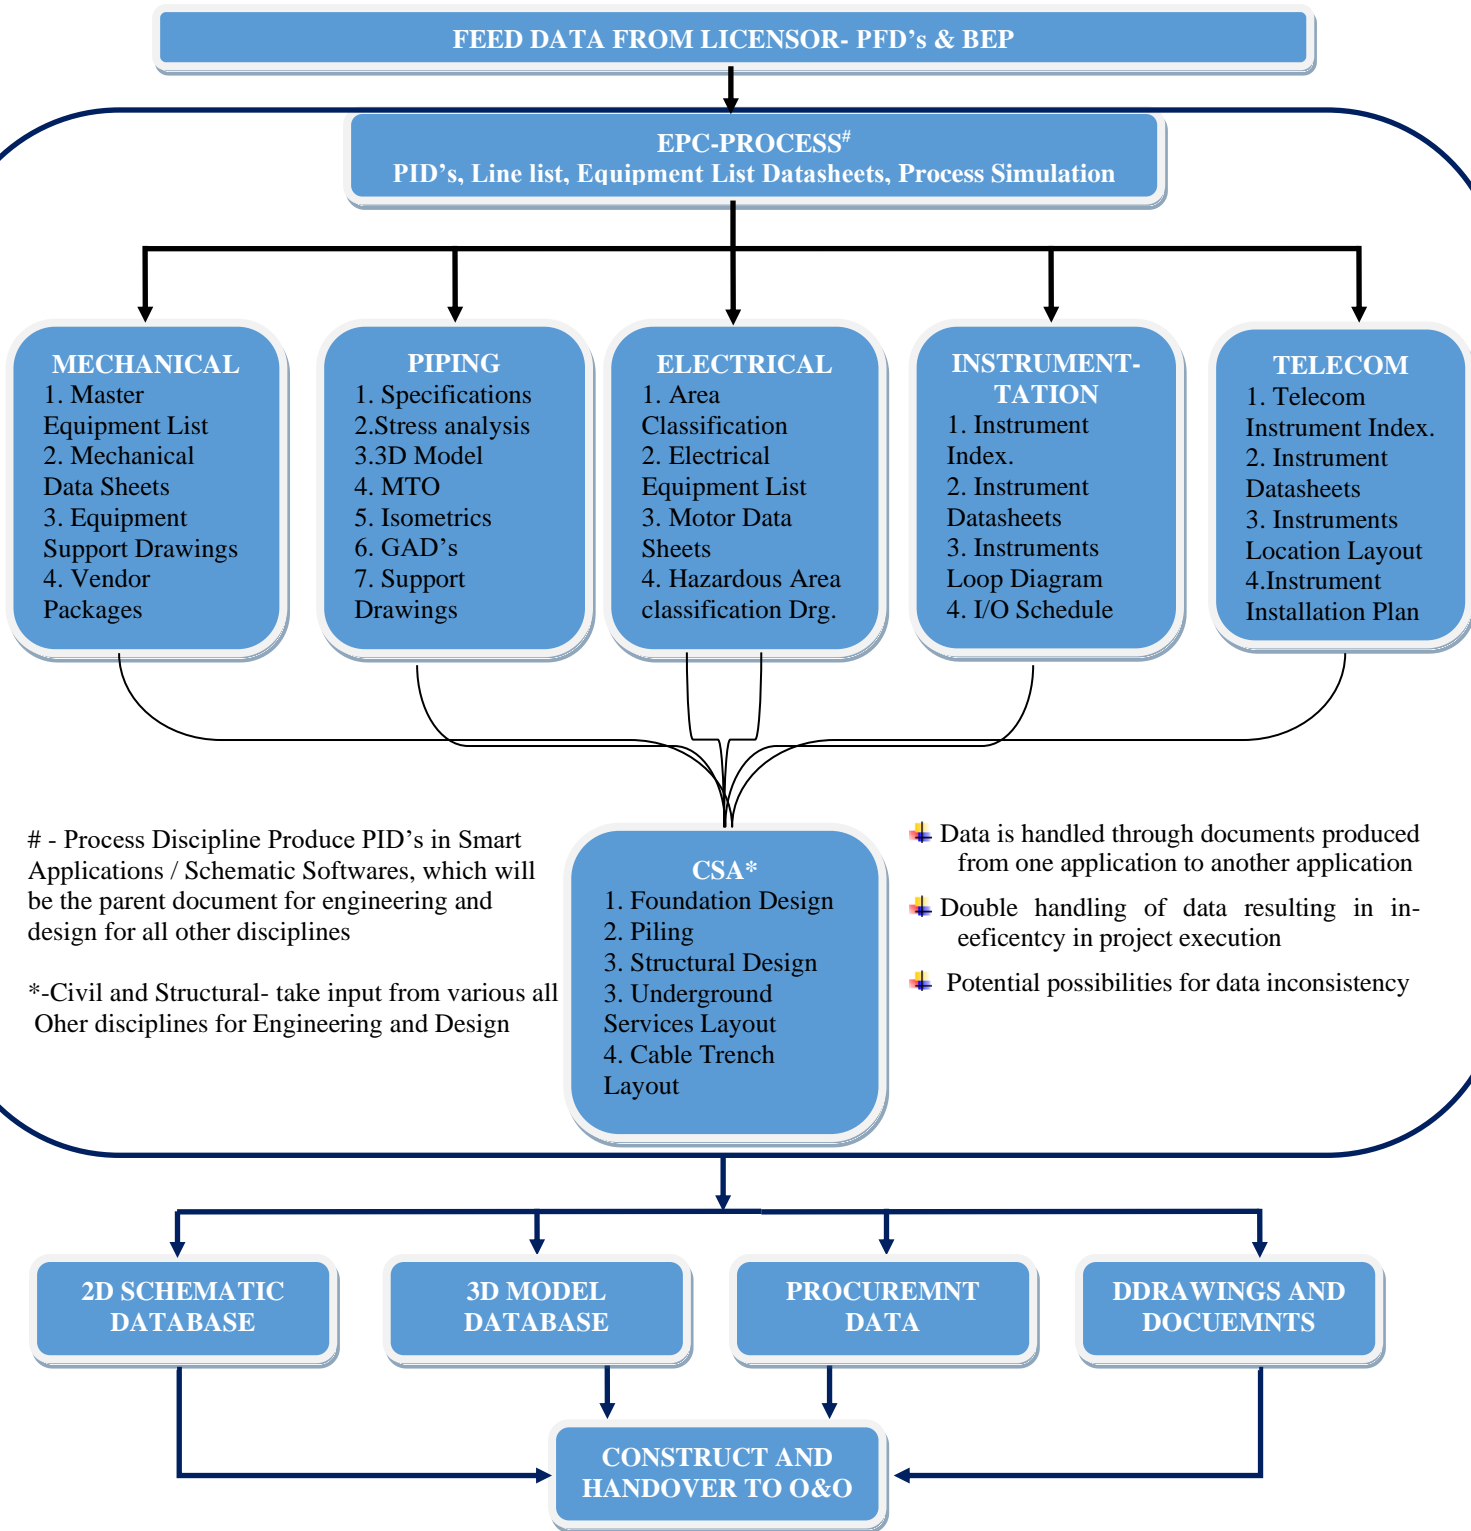 FEED DATA FROM LICENSOR- PFD’s & BEP
EPC-PROCESS#
PID’s, Line list, Equipment List Datasheets, Process Simulation
MECHANICAL
1. Master
Equipment List
2. Mechanical
Data Sheets
3. Equipment
Support Drawings
4. Vendor
Packages
PIPING
1. Specifications
2.Stress analysis
3.3D Model
4. MTO
5. Isometrics
6. GAD’s
7. Support
Drawings
ELECTRICAL
1. Area
Classification
2. Electrical
Equipment List
3. Motor Data
Sheets
4. Hazardous Area
classification Drg.
INSTRUMENT-
TATION
1. Instrument
Index.
2. Instrument
Datasheets
3. Instruments
Loop Diagram
4. I/O Schedule
TELECOM
1. Telecom
Instrument Index.
2. Instrument
Datasheets
3. Instruments
Location Layout
4.Instrument
Installation Plan
# - Process Discipline Produce PID’s in Smart
Applications / Schematic Softwares, which will
be the parent document for engineering and
design for all other disciplines
*-Civil and Structural- take input from various all
Oher disciplines for Engineering and Design
CSA*
1. Foundation Design
2. Piling
3. Structural Design
3. Underground
Services Layout
4. Cable Trench
Layout
Data is handled through documents produced
from one application to another application
Double handling of data resulting in in-
eeficentcy in project execution
Potential possibilities for data inconsistency
2D SCHEMATIC
DATABASE
3D MODEL
DATABASE
PROCUREMNT
DATA
DDRAWINGS AND
DOCUEMNTS
CONSTRUCT AND
HANDOVER TO O&O